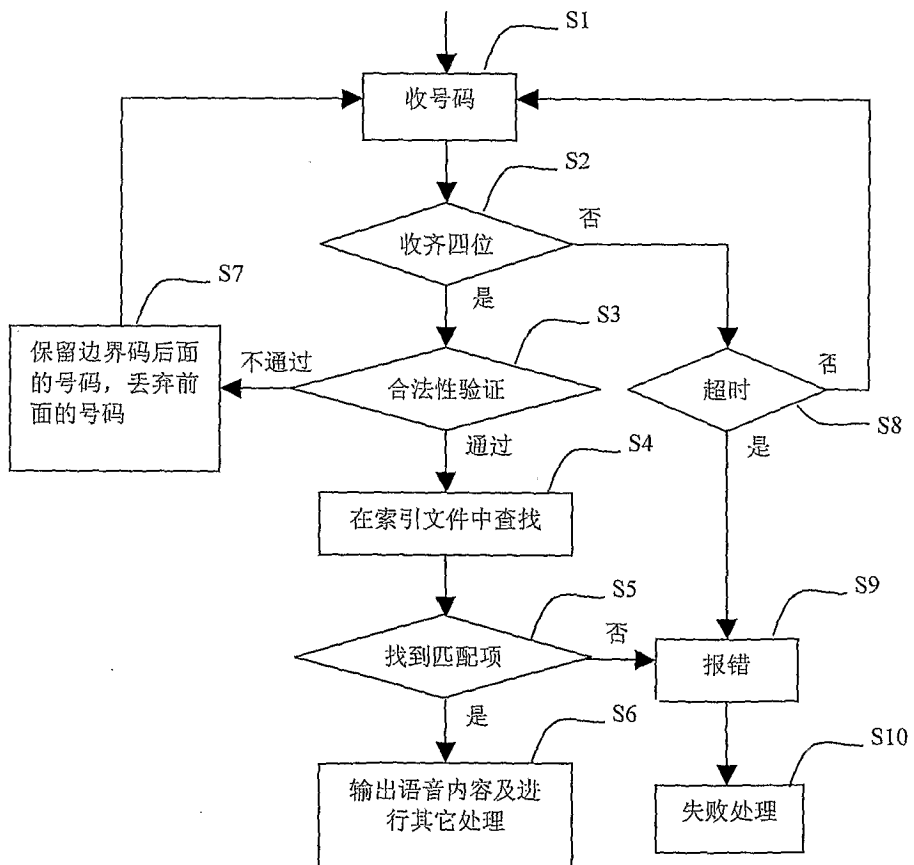 S1
收号码
S2
否
收齐四位
是
S7
保留边界码后面
的号码，丢弃前
面的号码
不通过
S3
合法性验证
通过
否
超时
S8
是
S4
在索引文件中查找
S5
找到匹配项
否
是
S9
报错
S6
输出语音内容及进
行其它处理
S10
失败处理